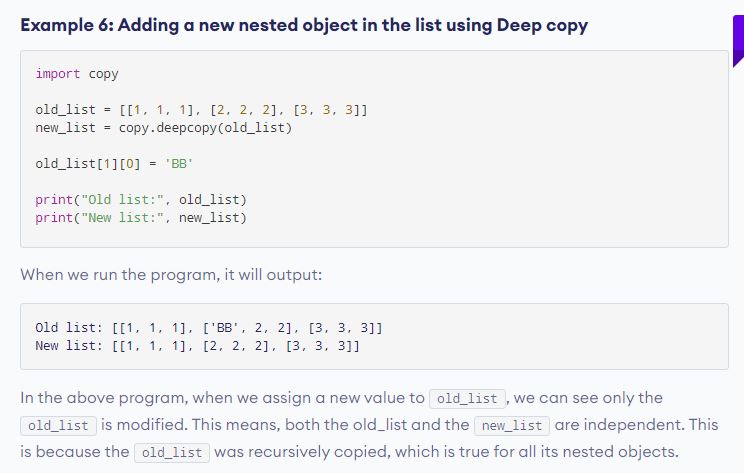 Example 6: Adding a new nested object in the list using Deep copy
import copy
old_list = [[1, 1, 1], [2, 2, 2], [3, 3, 3]]
new_list = copy.deepcopy(old_list)
old_list[1][0] = 'BB'
print("Old list:", old_list)
print("New list:", new_list)
When we run the program, it will output:
Old list: [[1, 1, 1], ['BB', 2, 2], [3, 3, 3]]
New list: [[1, 1, 1], [2, 2, 2], [3, 3, 3]]
In the above program, when we assign a new value to old_list, we can see only the
old_list is modified. This means, both the old_list and the new_list are independent. This
is because the old_list was recursively copied, which is true for all its nested objects.